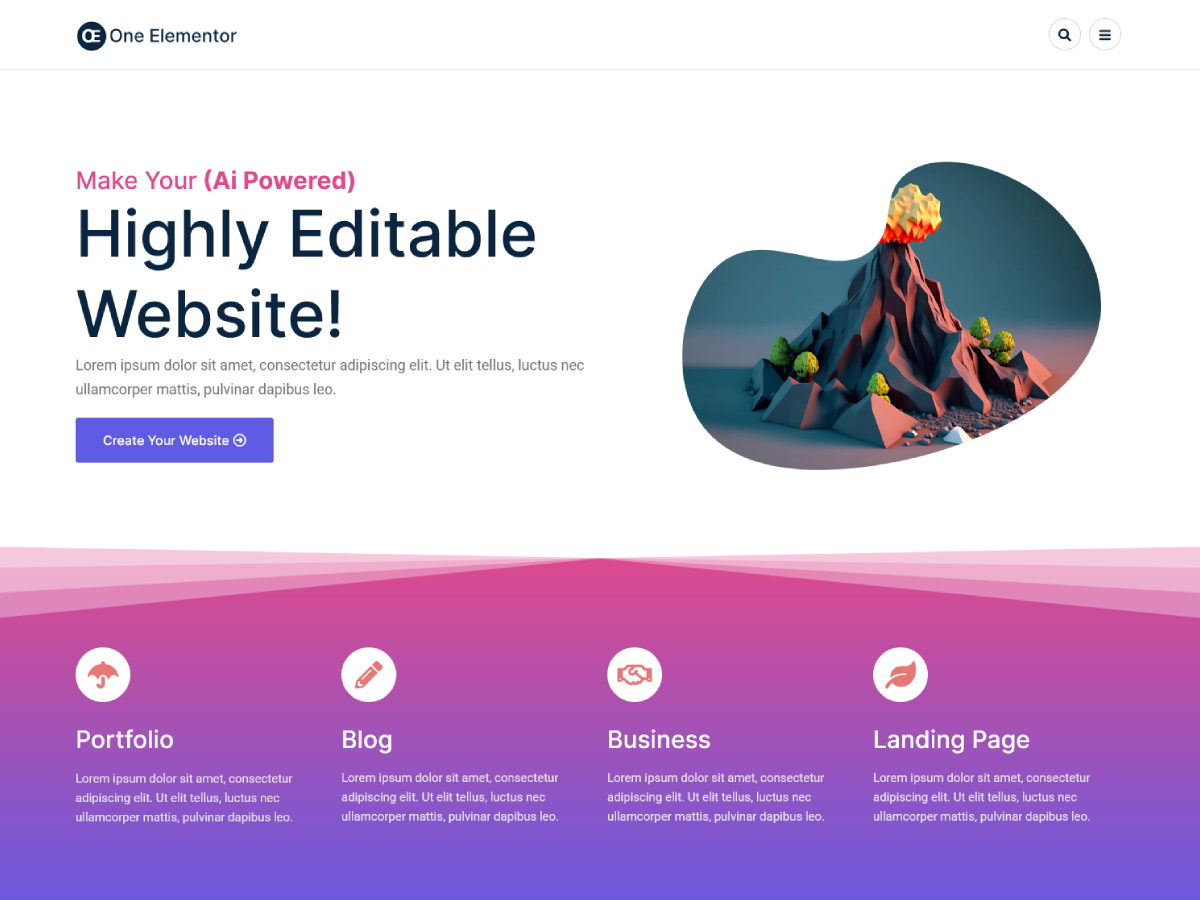 Œ One Elementor
Make Your (Ai Powered)
Highly Editable
Website!
Lorem ipsum dolor sit amet, consectetur adipiscing elit. Ut elit tellus, luctus nec
ullamcorper mattis, pulvinar dapibus leo.
Create Your Website
Portfolio
Lorem ipsum dolor sit amet, consectetur
adipiscing elit. Ut elit tellus, luctus nec
ullamcorper mattis, pulvinar dapibus leo.
Blog
Lorem ipsum dolor sit amet, consectetur
adipiscing elit. Ut elit tellus, luctus nec
ullamcorper mattis, pulvinar dapibus leo.
Business
Lorem ipsum dolor sit amet, consectetur
adipiscing elit. Ut elit tellus, luctus nec
ullamcorper mattis, pulvinar dapibus leo.
Landing Page
Lorem ipsum dolor sit amet, consectetur
adipiscing elit. Ut elit tellus, luctus nec
ullamcorper mattis, pulvinar dapibus leo.